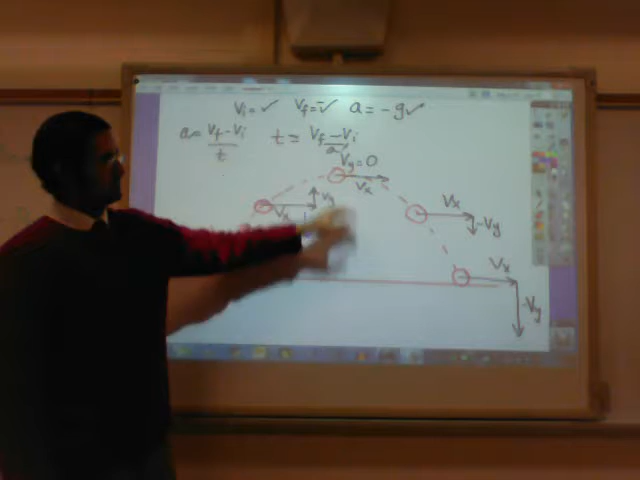 Vi=✓ Vf=✓ a=-g✓
a= Vf-Vi/t t= Vf-Vi/a
Vy=0
Vx
Vy
Vx
Vx
-Vy
Vx
-Vy